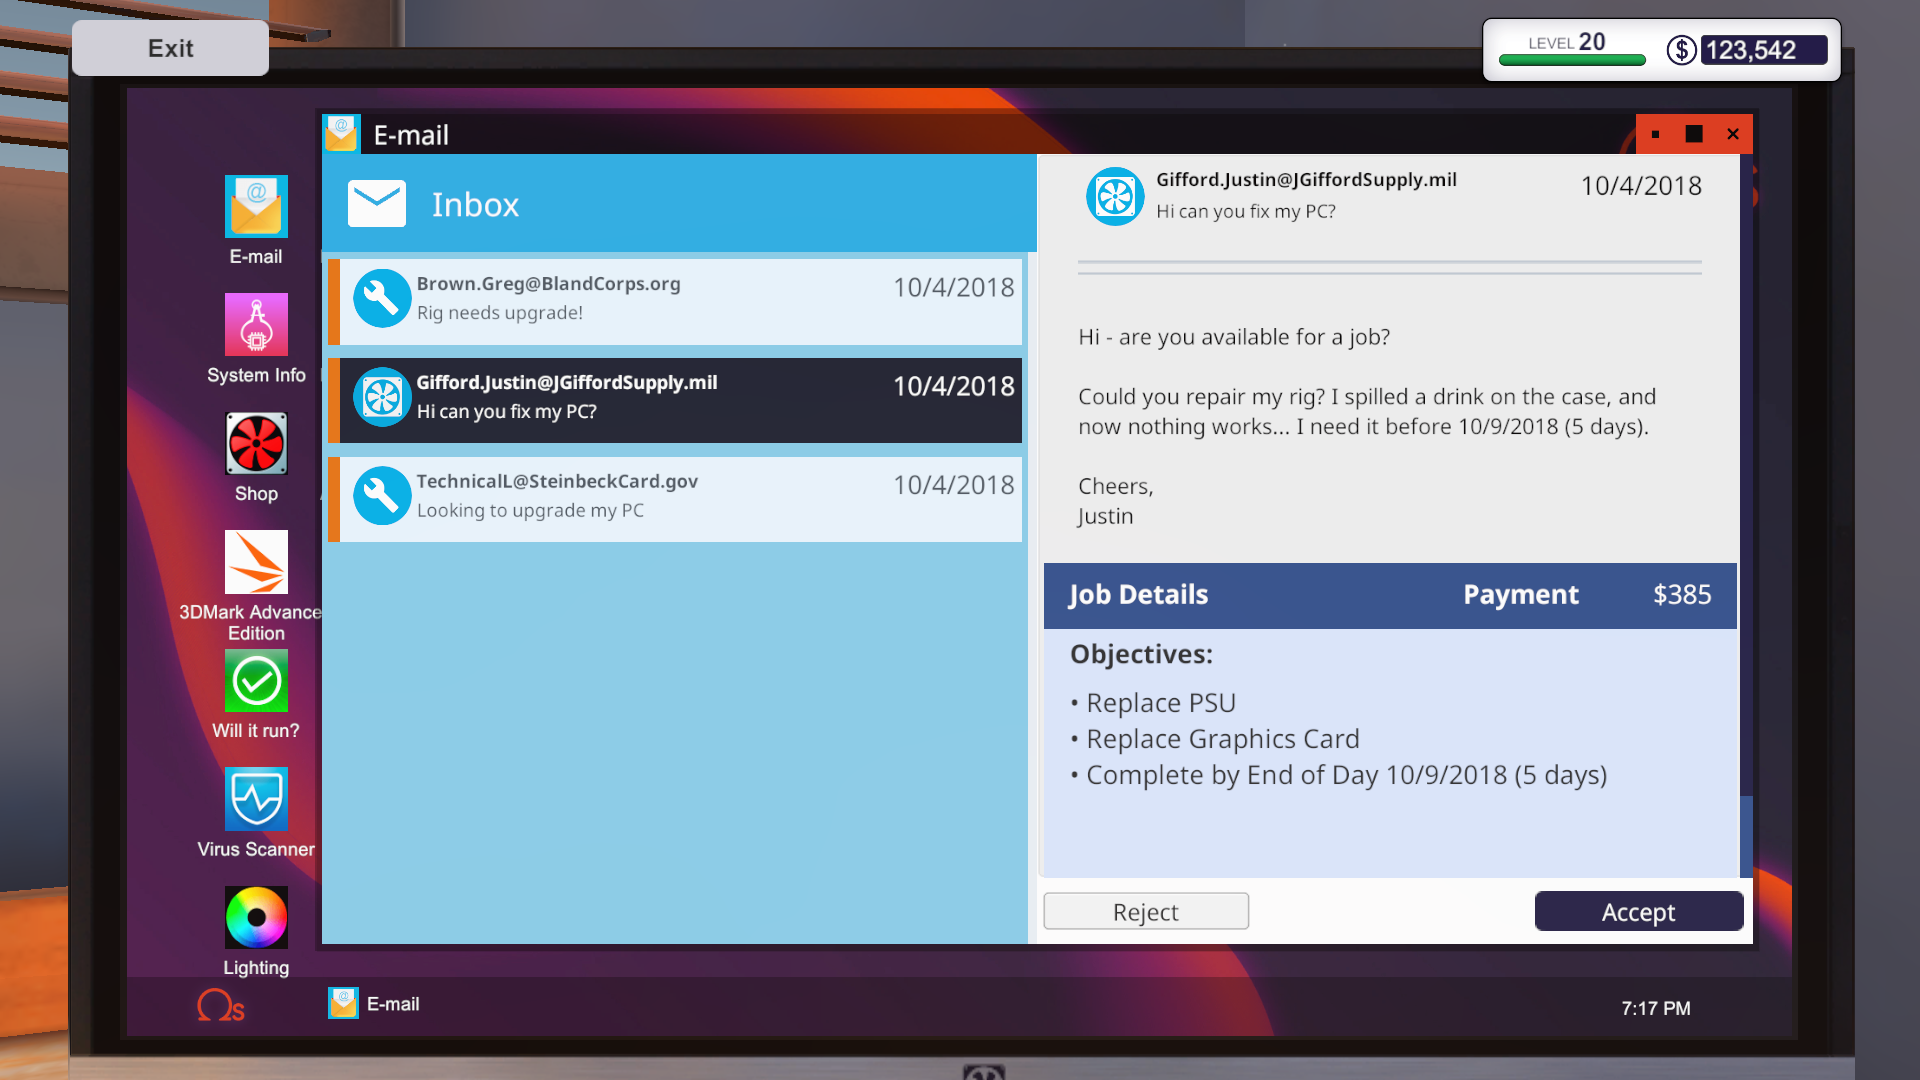 Exit
LEVEL 20
$ 123,542
E-mail
Inbox
Brown.Greg@BlandCorps.org
10/4/2018
Rig needs upgrade!
Gifford.Justin@JGiffordSupply.mil
10/4/2018
Hi can you fix my PC?
TechnicalL@SteinbeckCard.gov
10/4/2018
Looking to upgrade my PC
Gifford.Justin@JGiffordSupply.mil
10/4/2018
Hi can you fix my PC?
Hi - are you available for a job?
Could you repair my rig? I spilled a drink on the case, and
now nothing works... I need it before 10/9/2018 (5 days).
Cheers,
Justin
Job Details
Payment
$385
Objectives:
• Replace PSU
• Replace Graphics Card
• Complete by End of Day 10/9/2018 (5 days)
Reject
Accept
E-mail
System Info
Shop
3DMark Advance
Edition
Will it run?
Virus Scanner
Lighting
Ωs
E-mail
7:17 PM